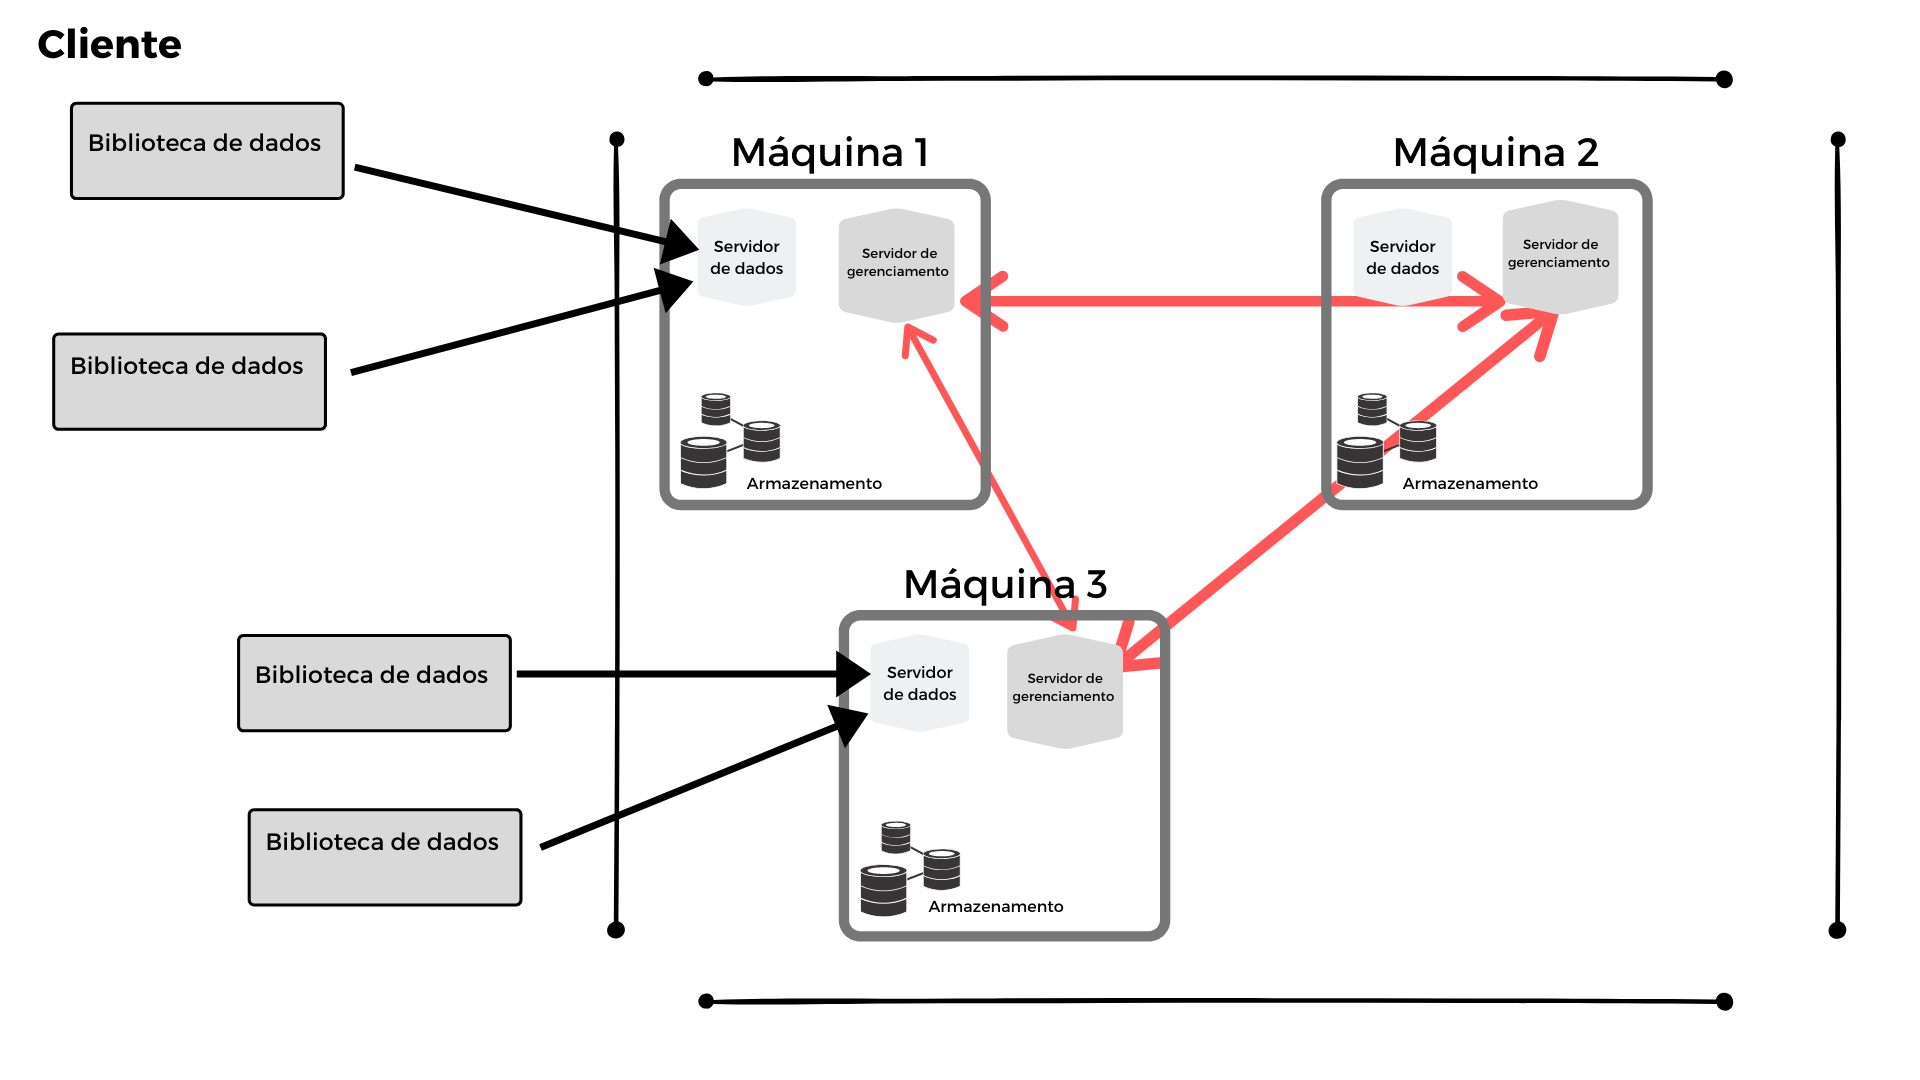 Cliente
Biblioteca de dados
Biblioteca de dados
Biblioteca de dados
Biblioteca de dados
Máquina 1
Servidor
de dados
Servidor de
gerenciamento
Armazenamento
Máquina 2
Servidor
de dados
Servidor de
gerenciamento
Armazenamento
Máquina 3
Servidor
de dados
Servidor de
gerenciamento
Armazenamento